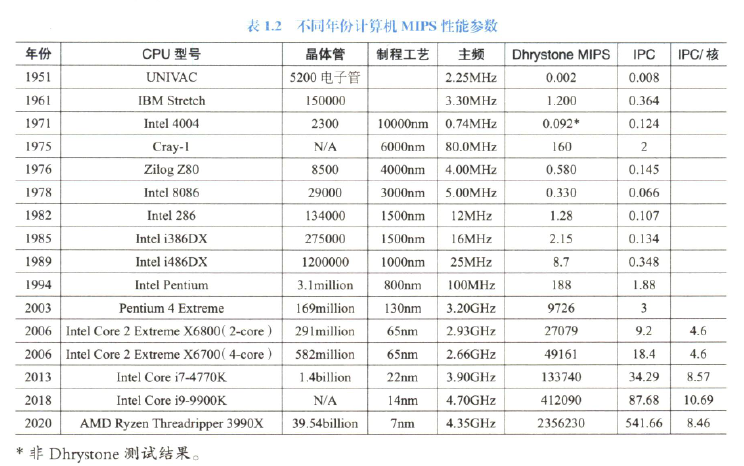 表 1.2 不同年份计算机 MIPS 性能参数
年份 CPU 型号 晶体管 制程工艺 主频 Dhrystone MIPS IPC IPC/核
1951 UNIVAC 5200 电子管 2.25MHz 0.002 0.008
1961 IBM Stretch 150000 3.30MHz 1.200 0.364
1971 Intel 4004 2300 10000nm 0.74MHz 0.092* 0.124
1975 Cray-1 N/A 6000nm 80.0MHz 160 2
1976 Zilog Z80 8500 4000nm 4.00MHz 0.580 0.145
1978 Intel 8086 29000 3000nm 5.00MHz 0.330 0.066
1982 Intel 286 134000 1500nm 12MHz 1.28 0.107
1985 Intel i386DX 275000 1500nm 16MHz 2.15 0.134
1989 Intel i486DX 1200000 1000nm 25MHz 8.7 0.348
1994 Intel Pentium 3.1million 800nm 100MHz 188 1.88
2003 Pentium 4 Extreme 169million 130nm 3.20GHz 9726 3
2006 Intel Core 2 Extreme X6800(2-core) 291million 65nm 2.93GHz 27079 9.2 4.6
2006 Intel Core 2 Extreme X6700(4-core) 582million 65nm 2.66GHz 49161 18.4 4.6
2013 Intel Core i7-4770K 1.4billion 22nm 3.90GHz 133740 34.29 8.57
2018 Intel Core i9-9900K N/A 14nm 4.70GHz 412090 87.68 10.69
2020 AMD Ryzen Threadripper 3990X 39.54billion 7nm 4.35GHz 2356230 541.66 8.46
* 非 Dhrystone 测试结果。